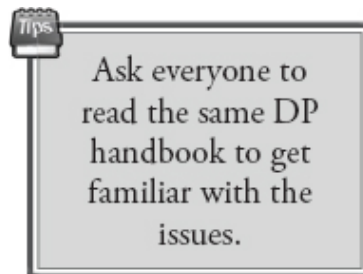 Tips
Ask everyone to
read the same DP
handbook to get
familiar with the
issues.